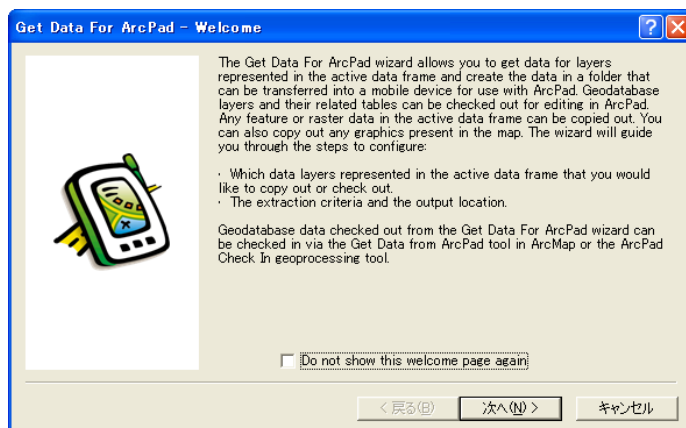 Get Data For ArcPad - Welcome
The Get Data For ArcPad wizard allows you to get data for layers
represented in the active data frame and create the data in a folder that
can be transferred into a mobile device for use with ArcPad. Geodatabase
layers and their related tables can be checked out for editing in ArcPad.
Any feature or raster data in the active data frame can be copied out. You
can also copy out any graphics present in the map. The wizard will guide
you through the steps to configure:
· Which data layers represented in the active data frame that you would
like to copy out or check out.
· The extraction criteria and the output location.
Geodatabase data checked out from the Get Data For ArcPad wizard can
be checked in via the Get Data from ArcPad tool in ArcMap or the ArcPad
Check In geoprocessing tool.
Do not show this welcome page again
< 戻る(B)
次へ(N) >
キャンセル